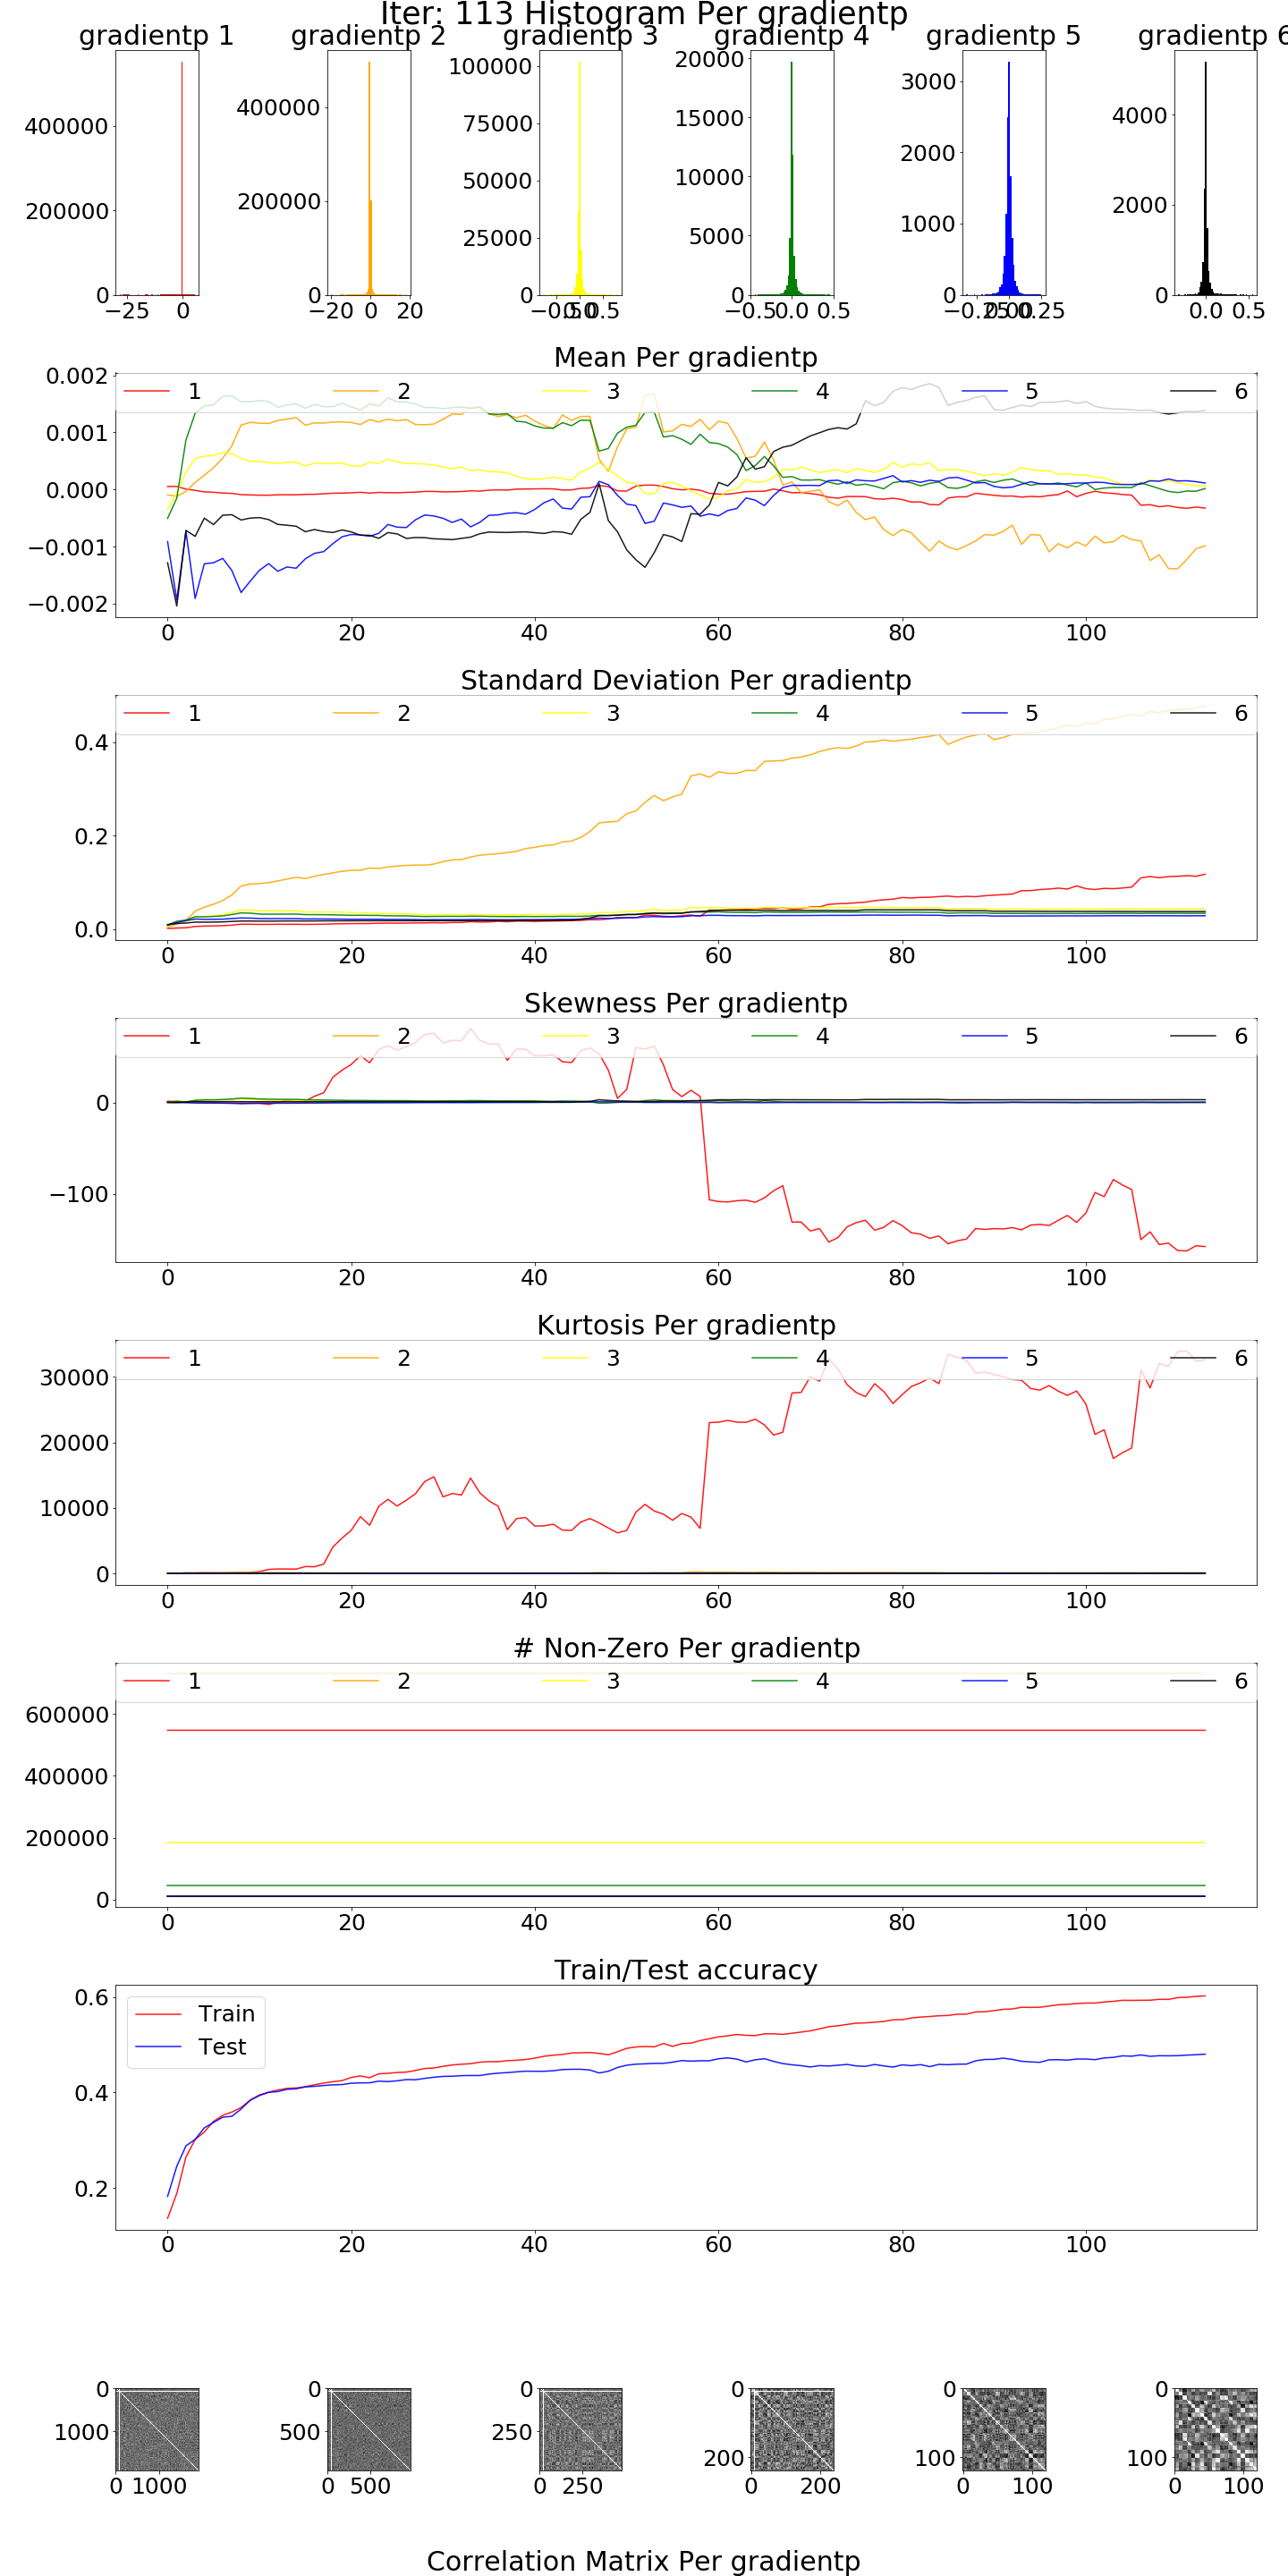 Iter: 113 Histogram Per gradientp
gradientp 1 gradientp 2 gradientp 3 gradientp 4 gradientp 5 gradientp 6
400000 200000 0 −25 0
400000 200000 0 −20 0 20
100000 75000 50000 25000 0 −0.5 0.0 0.5
20000 15000 10000 5000 0 −0.5 0.0 0.5
3000 2000 1000 0 −0.25 0.00 0.25
4000 2000 0 0.0 0.5
Mean Per gradientp
1 2 3 4 5 6
0.002
0.001
0.000
−0.001
−0.002
0 20 40 60 80 100
Standard Deviation Per gradientp
1 2 3 4 5 6
0.4
0.2
0.0
0 20 40 60 80 100
Skewness Per gradientp
1 2 3 4 5 6
0
−100
0 20 40 60 80 100
Kurtosis Per gradientp
1 2 3 4 5 6
30000
20000
10000
0
0 20 40 60 80 100
# Non-Zero Per gradientp
1 2 3 4 5 6
600000
400000
200000
0
0 20 40 60 80 100
Train/Test accuracy
Train
Test
0.6
0.4
0.2
0 20 40 60 80 100
0 0 0 0 0 0
1000 500 250 200 100 100
0 1000 0 500 0 250 0 200 0 100 0 100
Correlation Matrix Per gradientp